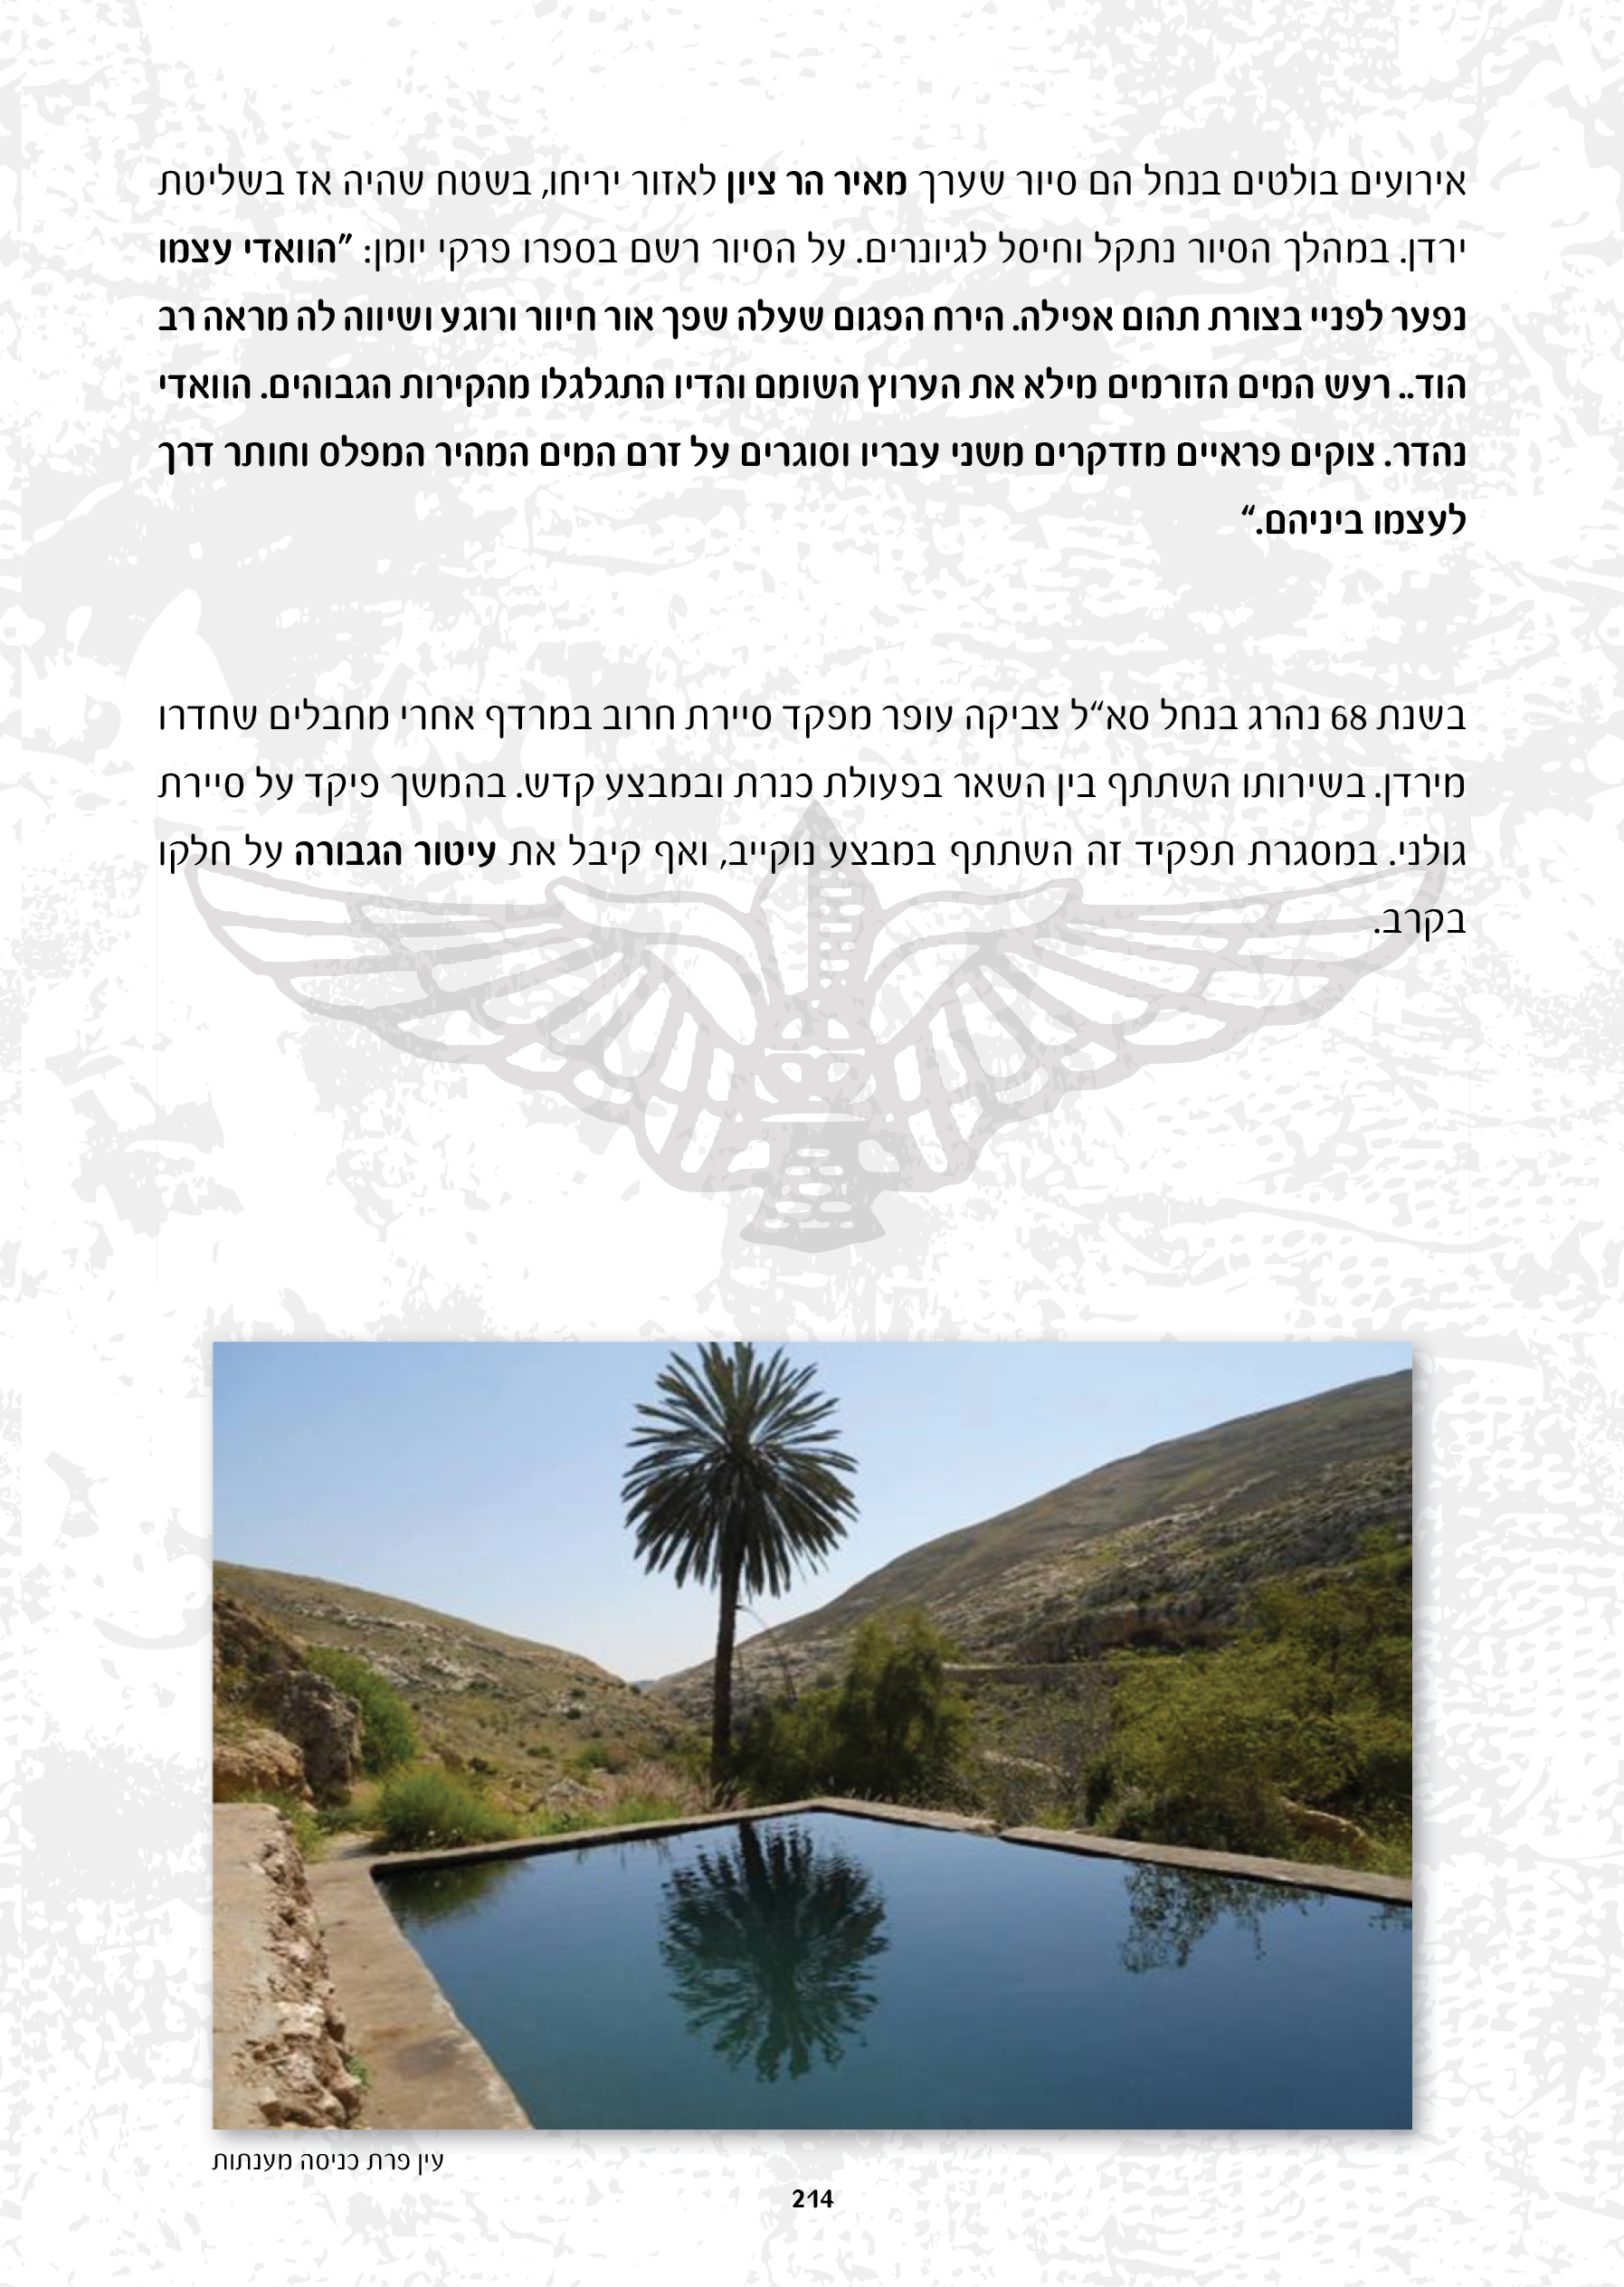 אירועים בולטים בנחל הם סיור שערך מאיר הר ציון לאזור יריחו, בשטח שהיה אז בשליטת
ירדן. במהלך הסיור נתקל וחיסל לגיונרים. על הסיור רשם בספרו פרקי יומן: "הוואדי עצמו
נפער לפניי בצורת תהום אפילה. הירח הפגום שעלה שפך אור חיוור ורוגע ושיווה לה מראה רב
הוד.. רעש המים הזורמים מילא את הערוץ השומם והדיו התגלגלו מהקירות הגבוהים. הוואדי
נהדר. צוקים פראיים מזדקרים משני עבריו וסוגרים על זרם המים המהיר המפלס וחותר דרך
לעצמו ביניהם."
בשנת 68 נהרג בנחל סא"ל צביקה עופר מפקד סיירת חרוב במרדף אחרי מחבלים שחדרו
מירדן. בשירותו השתתף בין השאר בפעולת כנרת ובמבצע קדש. בהמשך פיקד על סיירת
גולני. במסגרת תפקיד זה השתתף במבצע נוקייב, ואף קיבל את עיטור הגבורה על חלקו
בקרב.
עין פרת כניסה מענתות
214